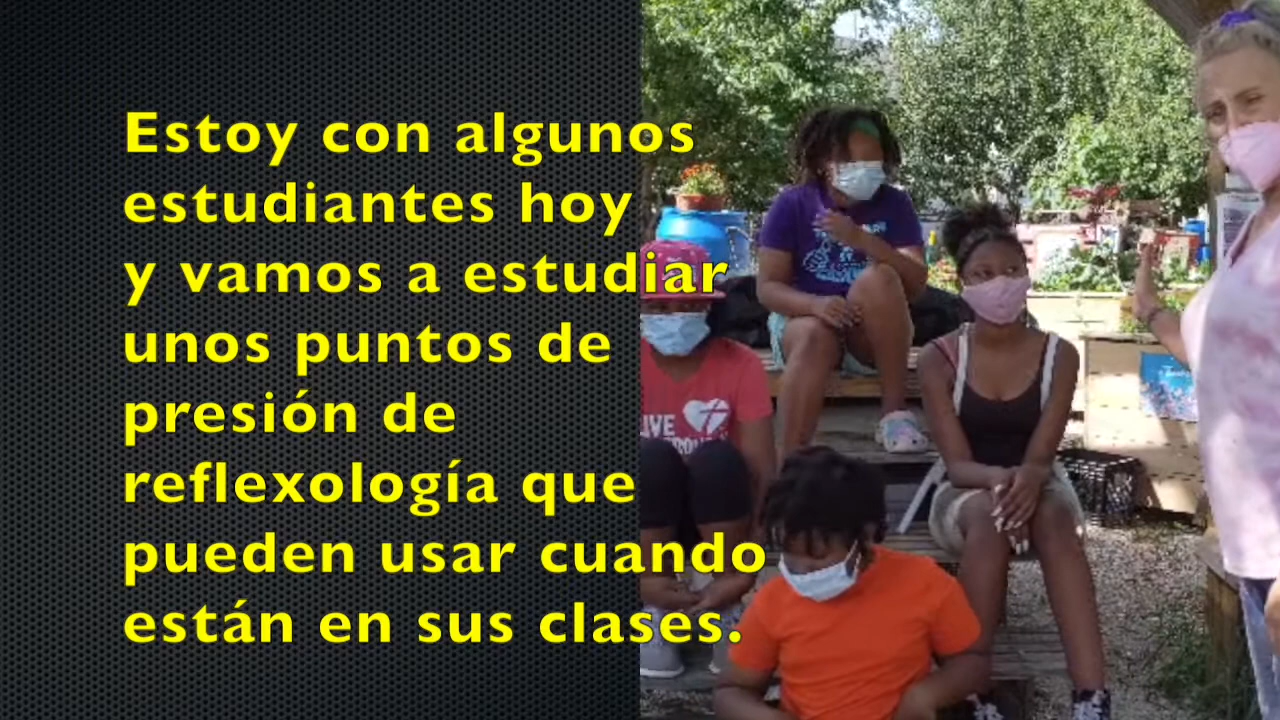 Estoy con algunos
estudiantes hoy
y vamos a estudiar
unos puntos de
presión de
reflexología que
pueden usar cuando
están en sus clases.